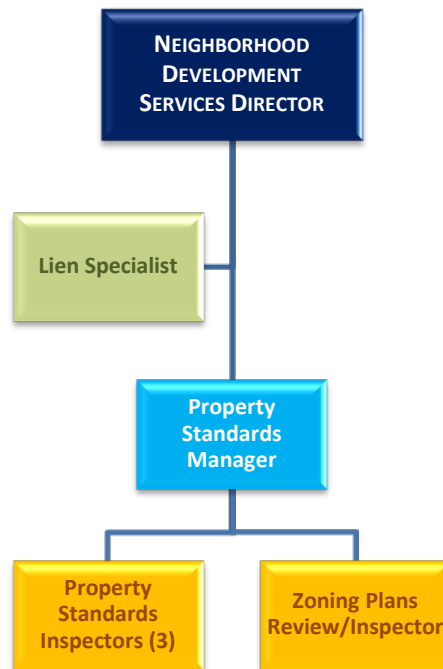 NEIGHBORHOOD
DEVELOPMENT
SERVICES DIRECTOR
Lien Specialist
Property
Standards
Manager
Property
Standards
Inspectors (3)
Zoning Plans
Review/Inspector